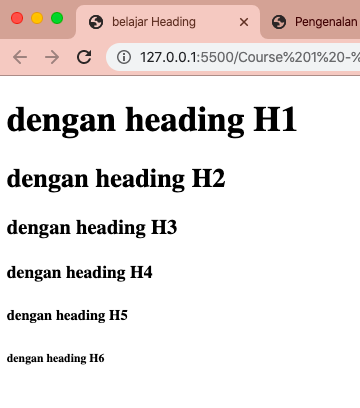 belajar Heading
Pengenalan
127.0.0.1:5500/Course%201%20-%
dengan heading H1
dengan heading H2
dengan heading H3
dengan heading H4
dengan heading H5
dengan heading H6